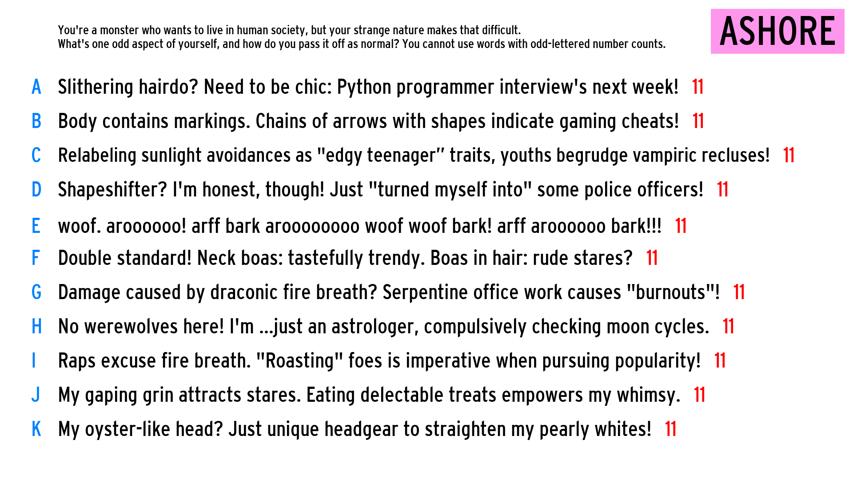 You're a monster who wants to live in human society, but your strange nature makes that difficult.
What's one odd aspect of yourself, and how do you pass it off as normal? You cannot use words with odd-lettered number counts.
ASHORE
A Slithering hairdo? Need to be chic: Python programmer interview's next week! 11
B Body contains markings. Chains of arrows with shapes indicate gaming cheats! 11
C Relabeling sunlight avoidances as "edgy teenager” traits, youths begrudge vampiric recluses! 11
D Shapeshifter? I'm honest, though! Just "turned myself into" some police officers! 11
E woof. aroooooo! arff bark aroooooooo woof woof bark! arff aroooooo bark!!! 11
F Double standard! Neck boas: tastefully trendy. Boas in hair: rude stares? 11
G Damage caused by draconic fire breath? Serpentine office work causes "burnouts"! 11
H No werewolves here! I'm ...just an astrologer, compulsively checking moon cycles. 11
I Raps excuse fire breath. "Roasting" foes is imperative when pursuing popularity! 11
J My gaping grin attracts stares. Eating delectable treats empowers my whimsy. 11
K My oyster-like head? Just unique headgear to straighten my pearly whites! 11